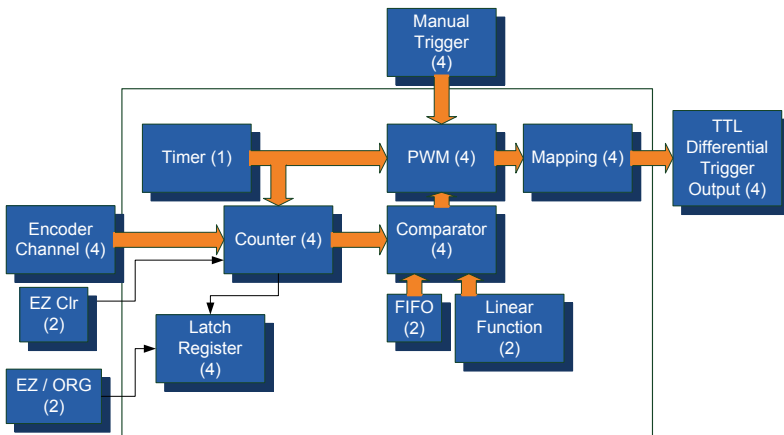 Manual
Trigger
(4)
Timer (1)
PWM (4)
Mapping (4)
TTL
Differential
Trigger
Output (4)
Encoder
Channel (4)
Counter (4)
Comparator
(4)
EZ Clr
(2)
FIFO
(2)
Linear
Function
(2)
Latch
Register
(4)
EZ / ORG
(2)